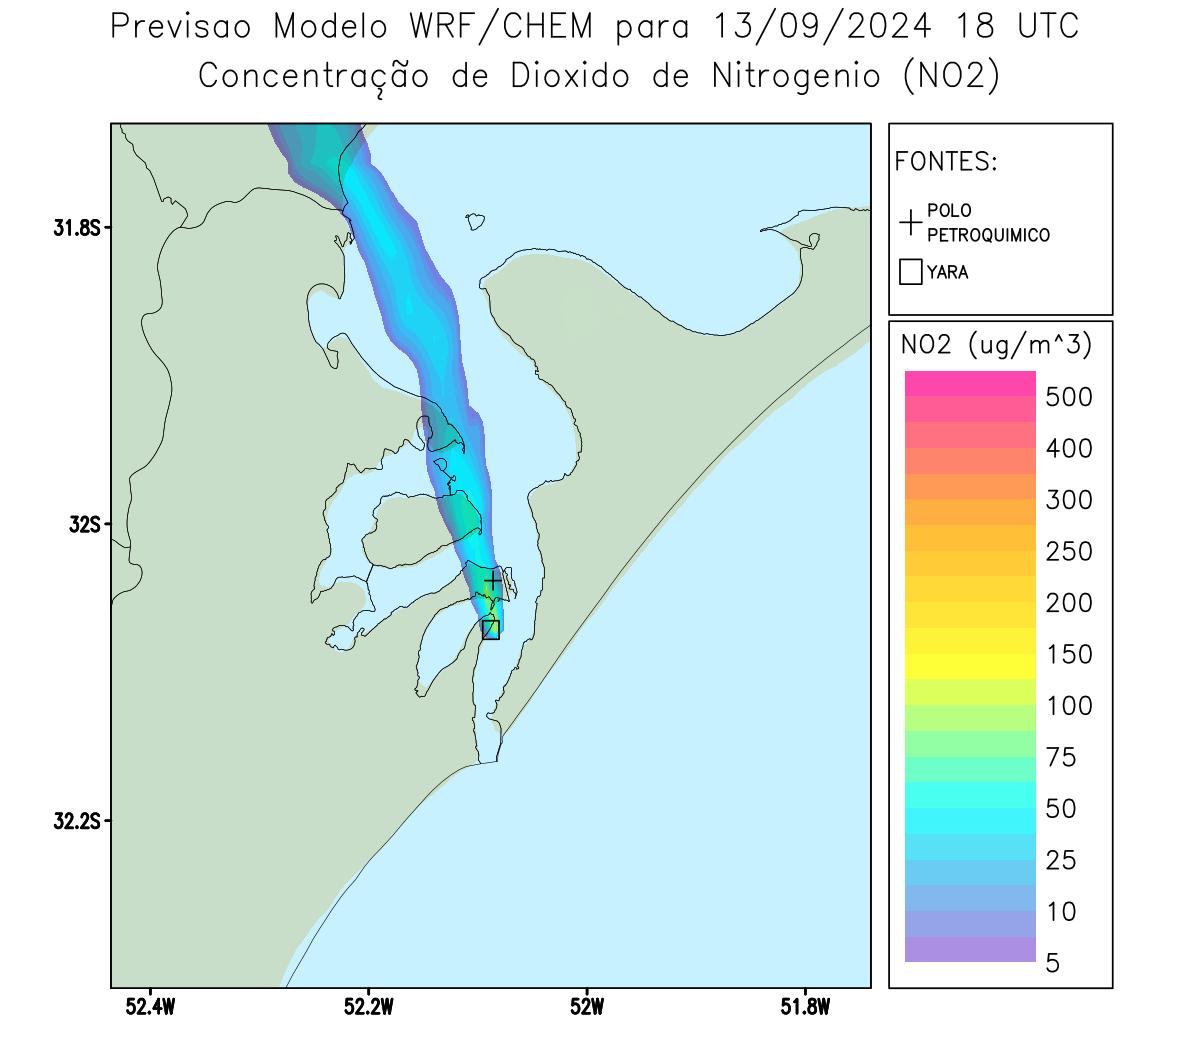 Previsao Modelo WRF/CHEM para 13/09/2024 18 UTC
Concentração de Dioxido de Nitrogenio (NO2)
FONTES:
POLO
PETROQUIMICO
YARA
NO2 (ug/m^3)
500
400
300
250
200
150
100
75
50
25
10
5
31.8S
32S
32.2S
52.4W
52.2W
52W
51.8W